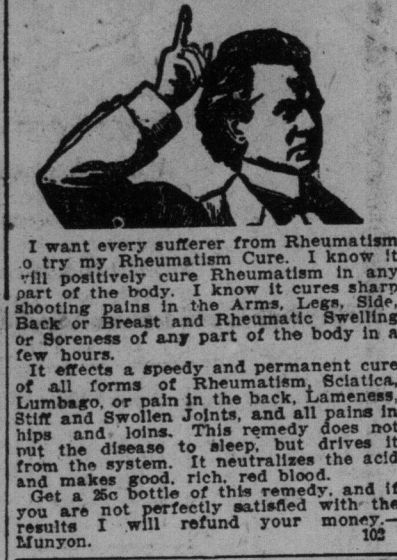 I want every sufferer from Rheumatism
.o try my Rheumatism Cure. I know it
will positively cure Rheumatism in any
part of the body. I know it cures sharp
shooting pains in the Arms, Legs, Side,
Back or Breast and Rheumatic Swelling
or Soreness of any part of the body in a
few hours.
It effects a speedy and permanent cure
of all forms of Rheumatism, Sciatica,
Lumbago, or pain in the back, Lameness,
Stiff and Swollen Joints, and all pains in
hips and loins. This remedy does not
put the disease to sleep, but drives it
from the system. It neutralizes the acid
and makes good, rich, red blood.
Get a 25c bottle of this remedy, and if
you are not perfectly satisfied with the
results I will refund your money.—
Munyon. 102